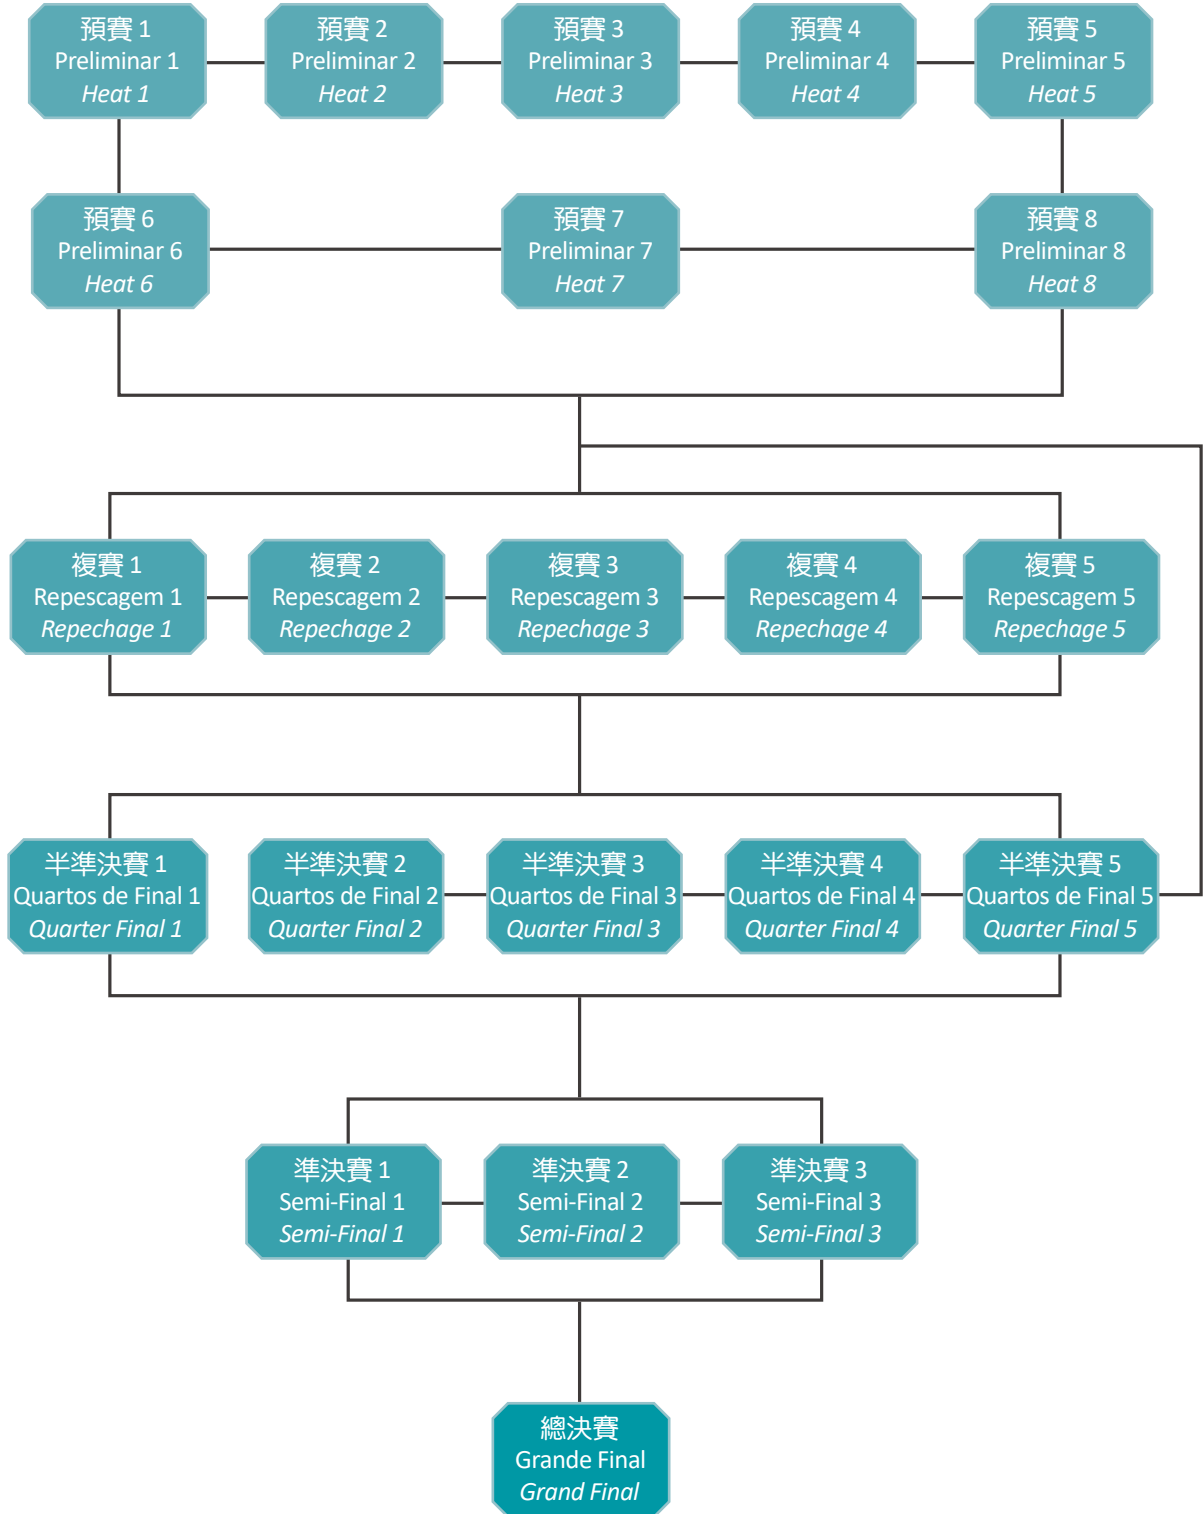 預賽 1
Preliminar 1
Heat 1
預賽 2
Preliminar 2
Heat 2
預賽 3
Preliminar 3
Heat 3
預賽 4
Preliminar 4
Heat 4
預賽 5
Preliminar 5
Heat 5
預賽 6
Preliminar 6
Heat 6
預賽 7
Preliminar 7
Heat 7
預賽 8
Preliminar 8
Heat 8
複賽 1
Repescagem 1
Repechage 1
複賽 2
Repescagem 2
Repechage 2
複賽 3
Repescagem 3
Repechage 3
複賽 4
Repescagem 4
Repechage 4
複賽 5
Repescagem 5
Repechage 5
半準決賽 1
Quartos de Final 1
Quarter Final 1
半準決賽 2
Quartos de Final 2
Quarter Final 2
半準決賽 3
Quartos de Final 3
Quarter Final 3
半準決賽 4
Quartos de Final 4
Quarter Final 4
半準決賽 5
Quartos de Final 5
Quarter Final 5
準決賽 1
Semi-Final 1
Semi-Final 1
準決賽 2
Semi-Final 2
Semi-Final 2
準決賽 3
Semi-Final 3
Semi-Final 3
總決賽
Grande Final
Grand Final